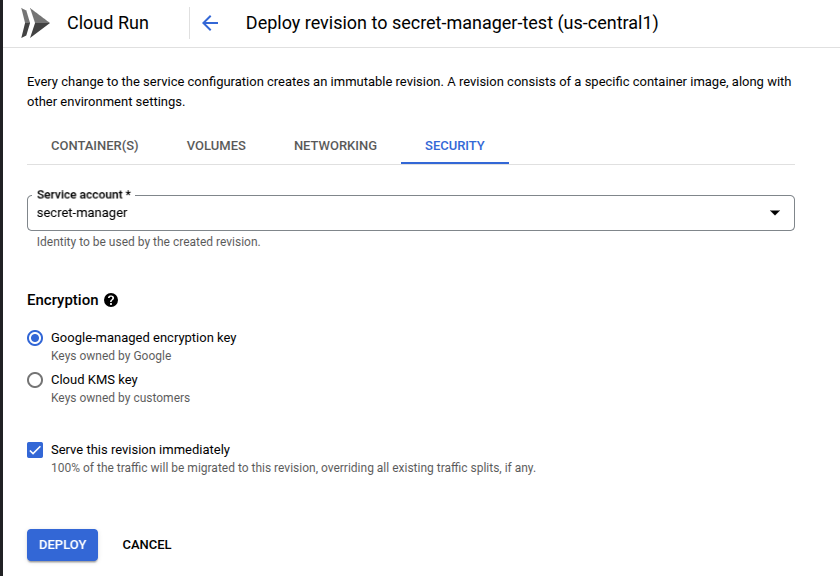 Cloud Run
Deploy revision to secret-manager-test (us-central1)
Every change to the service configuration creates an immutable revision. A revision consists of a specific container image, along with
other environment settings.
CONTAINER(S) VOLUMES NETWORKING SECURITY
Service account *
secret-manager
Identity to be used by the created revision.
Encryption ?
Google-managed encryption key
Keys owned by Google
Cloud KMS key
Keys owned by customers
Serve this revision immediately
100% of the traffic will be migrated to this revision, overriding all existing traffic splits, if any.
DEPLOY CANCEL